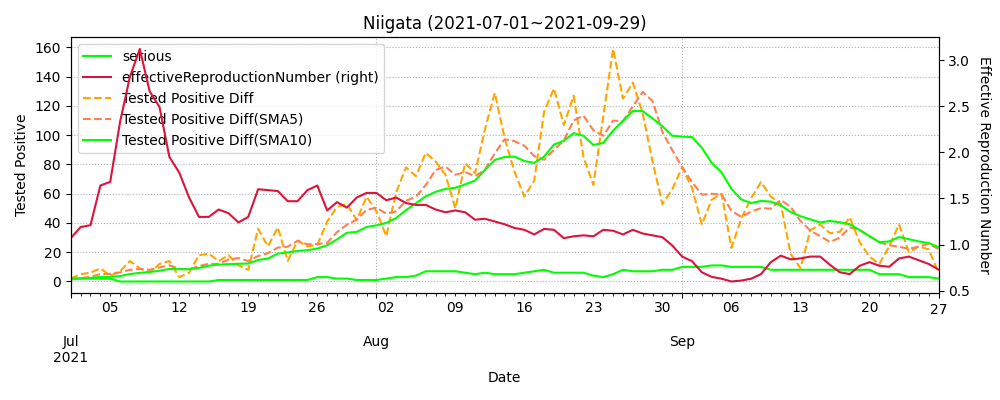 Niigata (2021-07-01~2021-09-29)
serious
effectiveReproductionNumber (right)
Tested Positive Diff
Tested Positive Diff(SMA5)
Tested Positive Diff(SMA10)
Tested Positive
160
140
120
100
80
60
40
20
0
Effective Reproduction Number
3.0
2.5
2.0
1.5
1.0
0.5
05 12 19 26 02 09 16 23 30 06 13 20 27
Jul Aug Sep
2021
Date